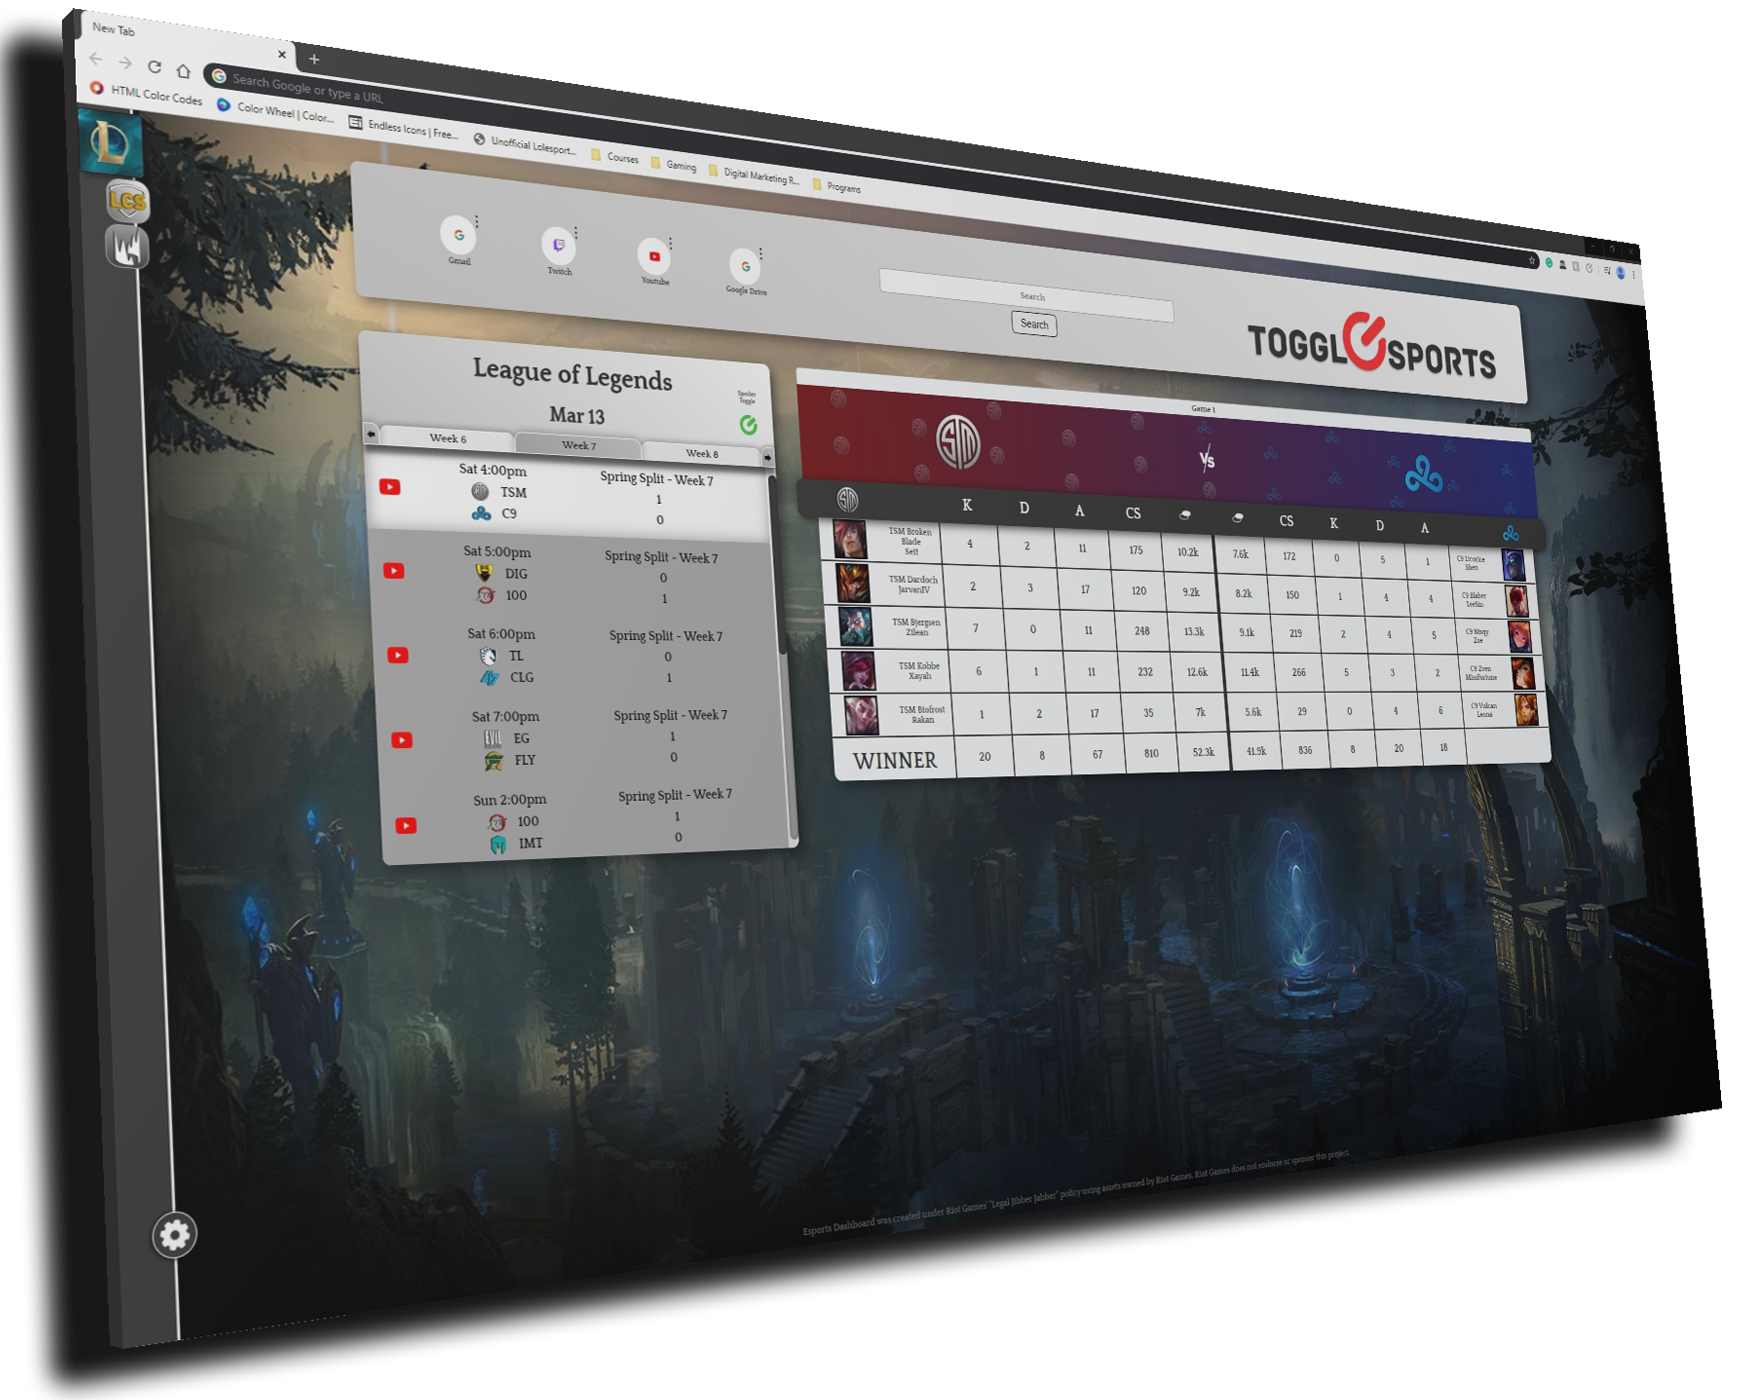 New Tab
Search Google or type a URL
HTML Color Codes
Color Wheel | Color...
Endless Icons | Free...
Unofficial Lolesport...
Courses
Gaming
Digital Marketing R...
Programs
LCS
Gmail
Twitch
Youtube
Google Drive
Search
Search
TOGGL SPORTS
League of Legends
Mar 13
Spoiler
Toggle
Week 6
Week 7
Week 8
Sat 4:00pm
Spring Split - Week 7
TSM 1
C9 0
Sat 5:00pm
Spring Split - Week 7
DIG 0
100 1
Sat 6:00pm
Spring Split - Week 7
TL 0
CLG 1
Sat 7:00pm
Spring Split - Week 7
EG 1
FLY 0
Sun 2:00pm
Spring Split - Week 7
100 1
IMT 0
Game 1
TSM
Vs
K D A CS CS K D A
TSM Broken
Blade
Sett
4 2 11 175 10.2k 7.6k 172 0 5 1
C9 Licorice
Shen
TSM Dardoch
JarvanIV
2 3 17 120 9.2k 8.2k 150 1 4 4
C9 Blaber
LeeSin
TSM Bjergsen
Zilean
7 0 11 248 13.3k 9.1k 219 2 4 5
C9 Nisqy
Zoe
TSM Kobbe
Xayah
6 1 11 232 12.6k 11.4k 266 5 3 2
C9 Zven
MissFortune
TSM Biofrost
Rakan
1 2 17 35 7k 5.6k 29 0 4 6
C9 Vulcan
Leona
WINNER 20 8 67 810 52.3k 41.9k 836 8 20 18
Esports Dashboard was created under Riot Games' "Legal Jibber Jabber" policy using assets owned by Riot Games. Riot Games does not endorse or sponsor this project.